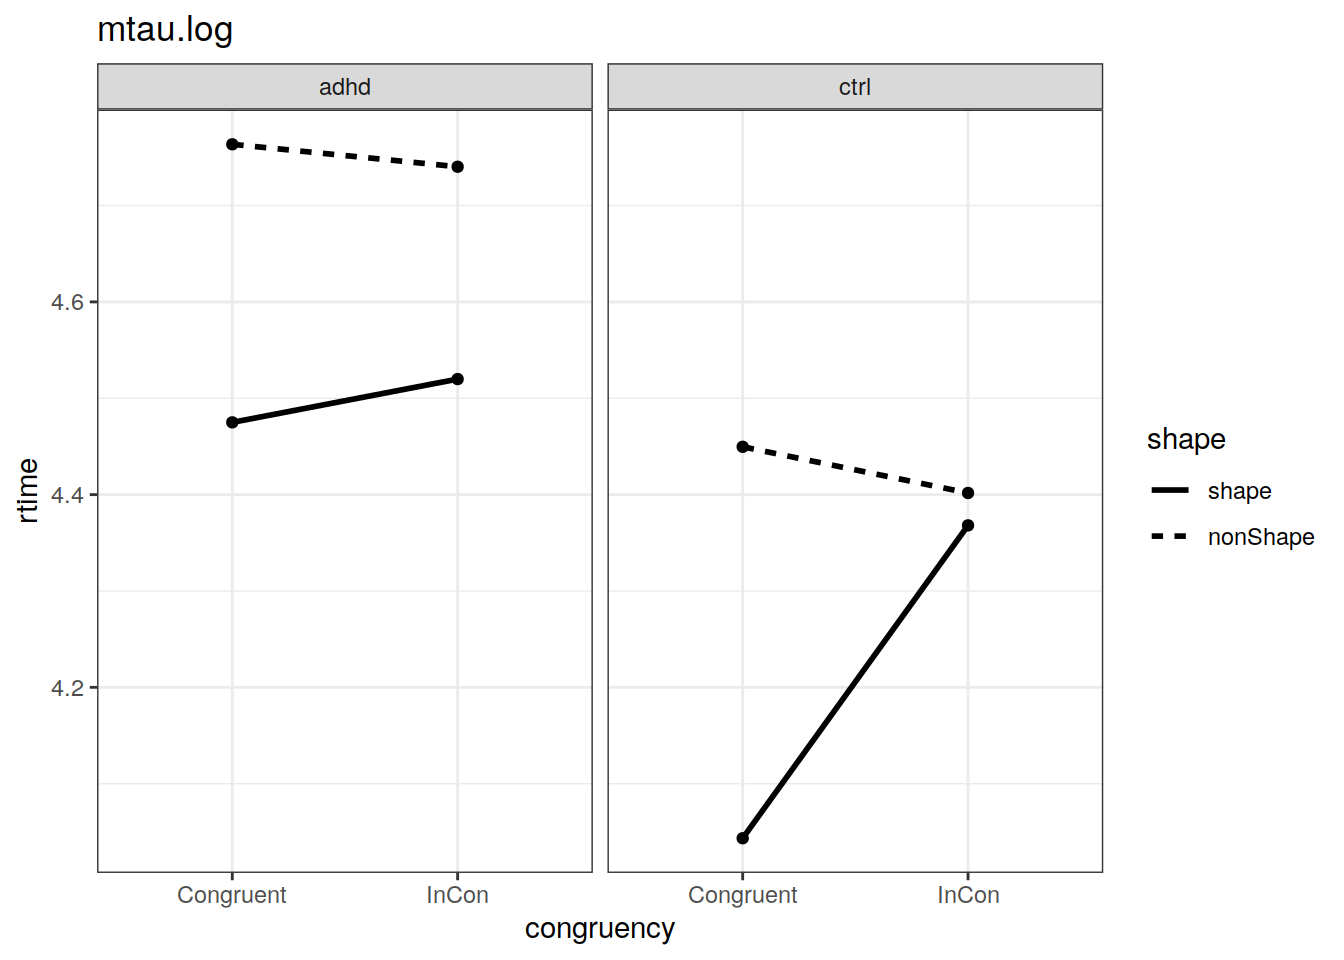 mtau.log
adhd
ctrl
4.6
4.4
4.2
rtime
Congruent
InCon
Congruent
InCon
congruency
shape
shape
nonShape